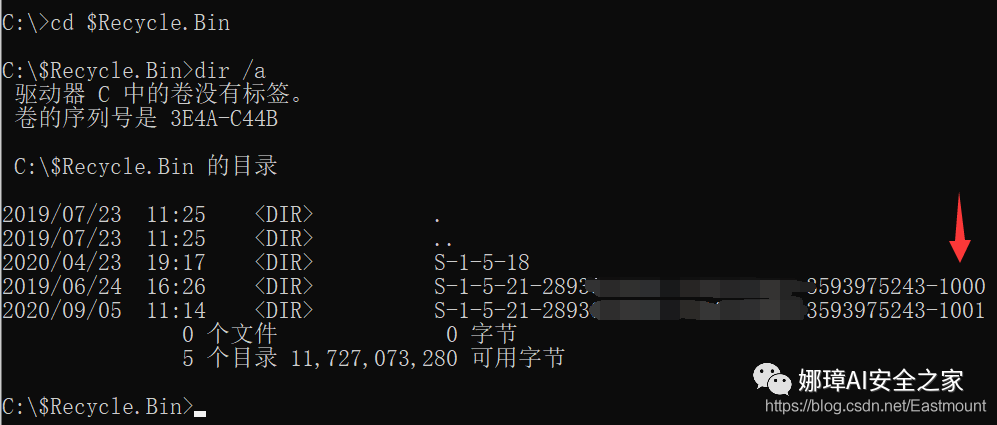 C:\>cd $Recycle.Bin
C:\$Recycle.Bin>dir /a
驱动器 C 中的卷没有标签。
卷的序列号是 3E4A-C44B
C:\$Recycle.Bin 的目录
2019/07/23 11:25 <DIR> .
2019/07/23 11:25 <DIR> ..
2020/04/23 19:17 <DIR> S-1-5-18
2019/06/24 16:26 <DIR> S-1-5-21-2893 3593975243-1000
2020/09/05 11:14 <DIR> S-1-5-21-2893 3593975243-1001
0 个文件 0 字节
5 个目录 11,727,073,280 可用字节
C:\$Recycle.Bin>
娜璋AI安全之家
https://blog.csdn.net/Eastmount